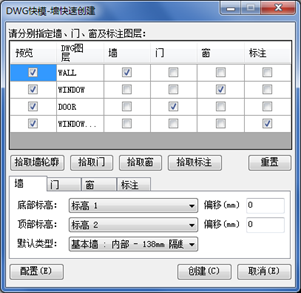 DWG快模-墙快速创建
请分别指定墙、门、窗及标注图层:
预览 DWG图层 墙 门 窗 标注
WALL
WINDOW
DOOR
WINDOW...
拾取墙轮廓 拾取门 拾取窗 拾取标注 重置
墙 门 窗 标注
底部标高: 标高 1 偏移(mm) 0
顶部标高: 标高 2 偏移(mm) 0
默认类型: 基本墙 : 内部 - 138mm 隔断
配置(E) 创建(C) 取消(E)